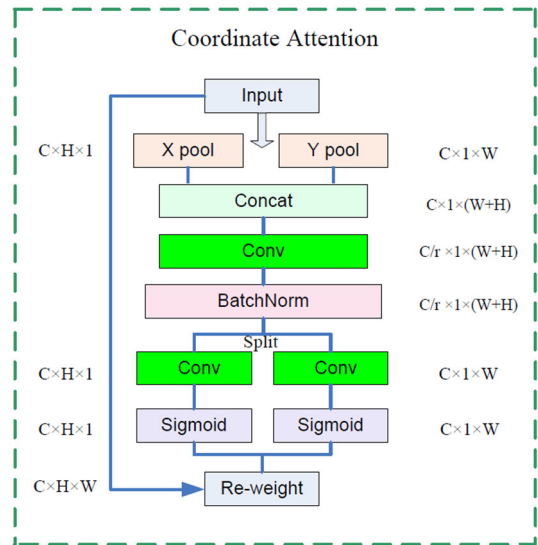 Coordinate Attention
Input
C×H×1 X pool Y pool C×1×W
Concat C×1×(W+H)
Conv C/r ×1×(W+H)
BatchNorm C/r ×1×(W+H)
Split
C×H×1 Conv Conv C×1×W
C×H×1 Sigmoid Sigmoid C×1×W
C×H×W Re-weight